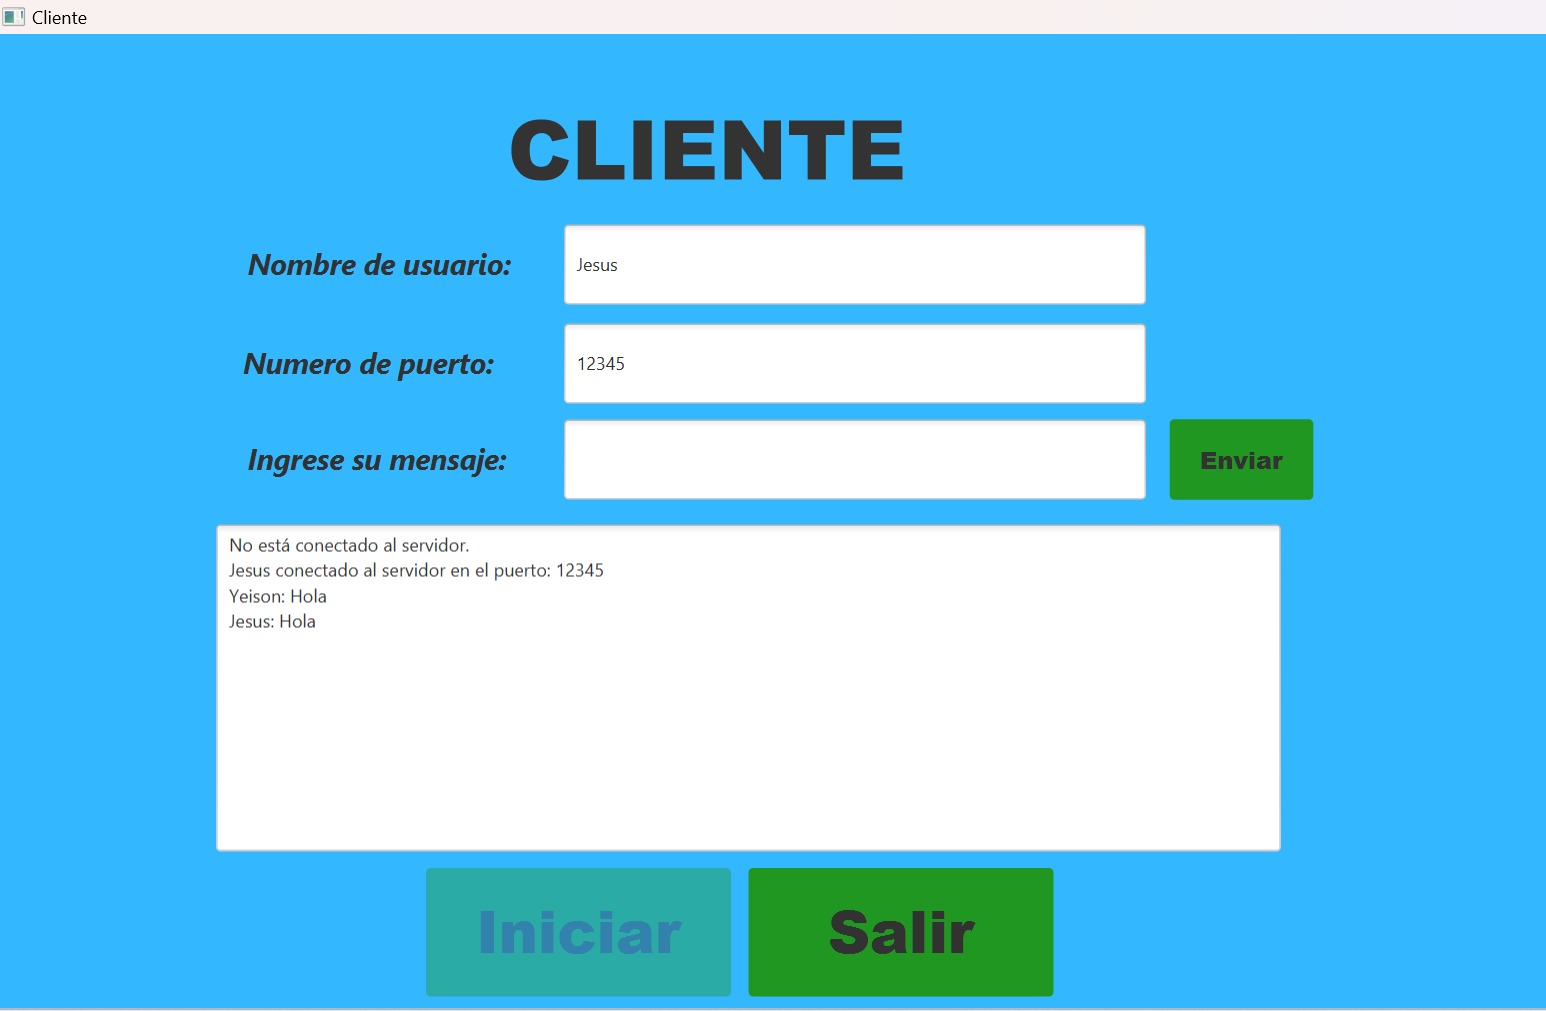 Cliente
CLIENTE
Nombre de usuario:
Jesus
Numero de puerto:
12345
Ingrese su mensaje:
Enviar
No está conectado al servidor.
Jesus conectado al servidor en el puerto: 12345
Yeison: Hola
Jesus: Hola
Iniciar
Salir